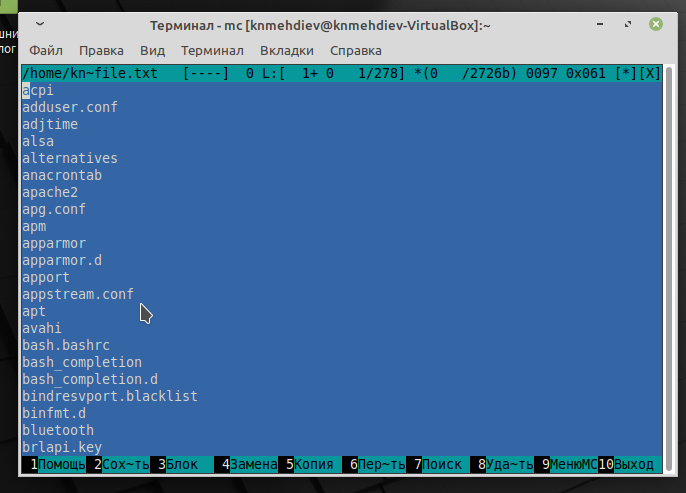 Терминал - mc [knmehdiev@knmehdiev-VirtualBox]:~
Файл Правка Вид Терминал Вкладки Справка
/home/kn~file.txt [----] 0 L:[ 1+ 0 1/278] *(0 /2726b) 0097 0x061 [*][X]
acpi
adduser.conf
adjtime
alsa
alternatives
anacrontab
apache2
apg.conf
apm
apparmor
apparmor.d
apport
appstream.conf
apt
avahi
bash.bashrc
bash_completion
bash_completion.d
bindresvport.blacklist
binfmt.d
bluetooth
brlapi.key
1Помощь 2Сох~ть 3Блок 4Замена 5Копия 6Пер~ть 7Поиск 8Уда~ть 9МенюMC 10Выход